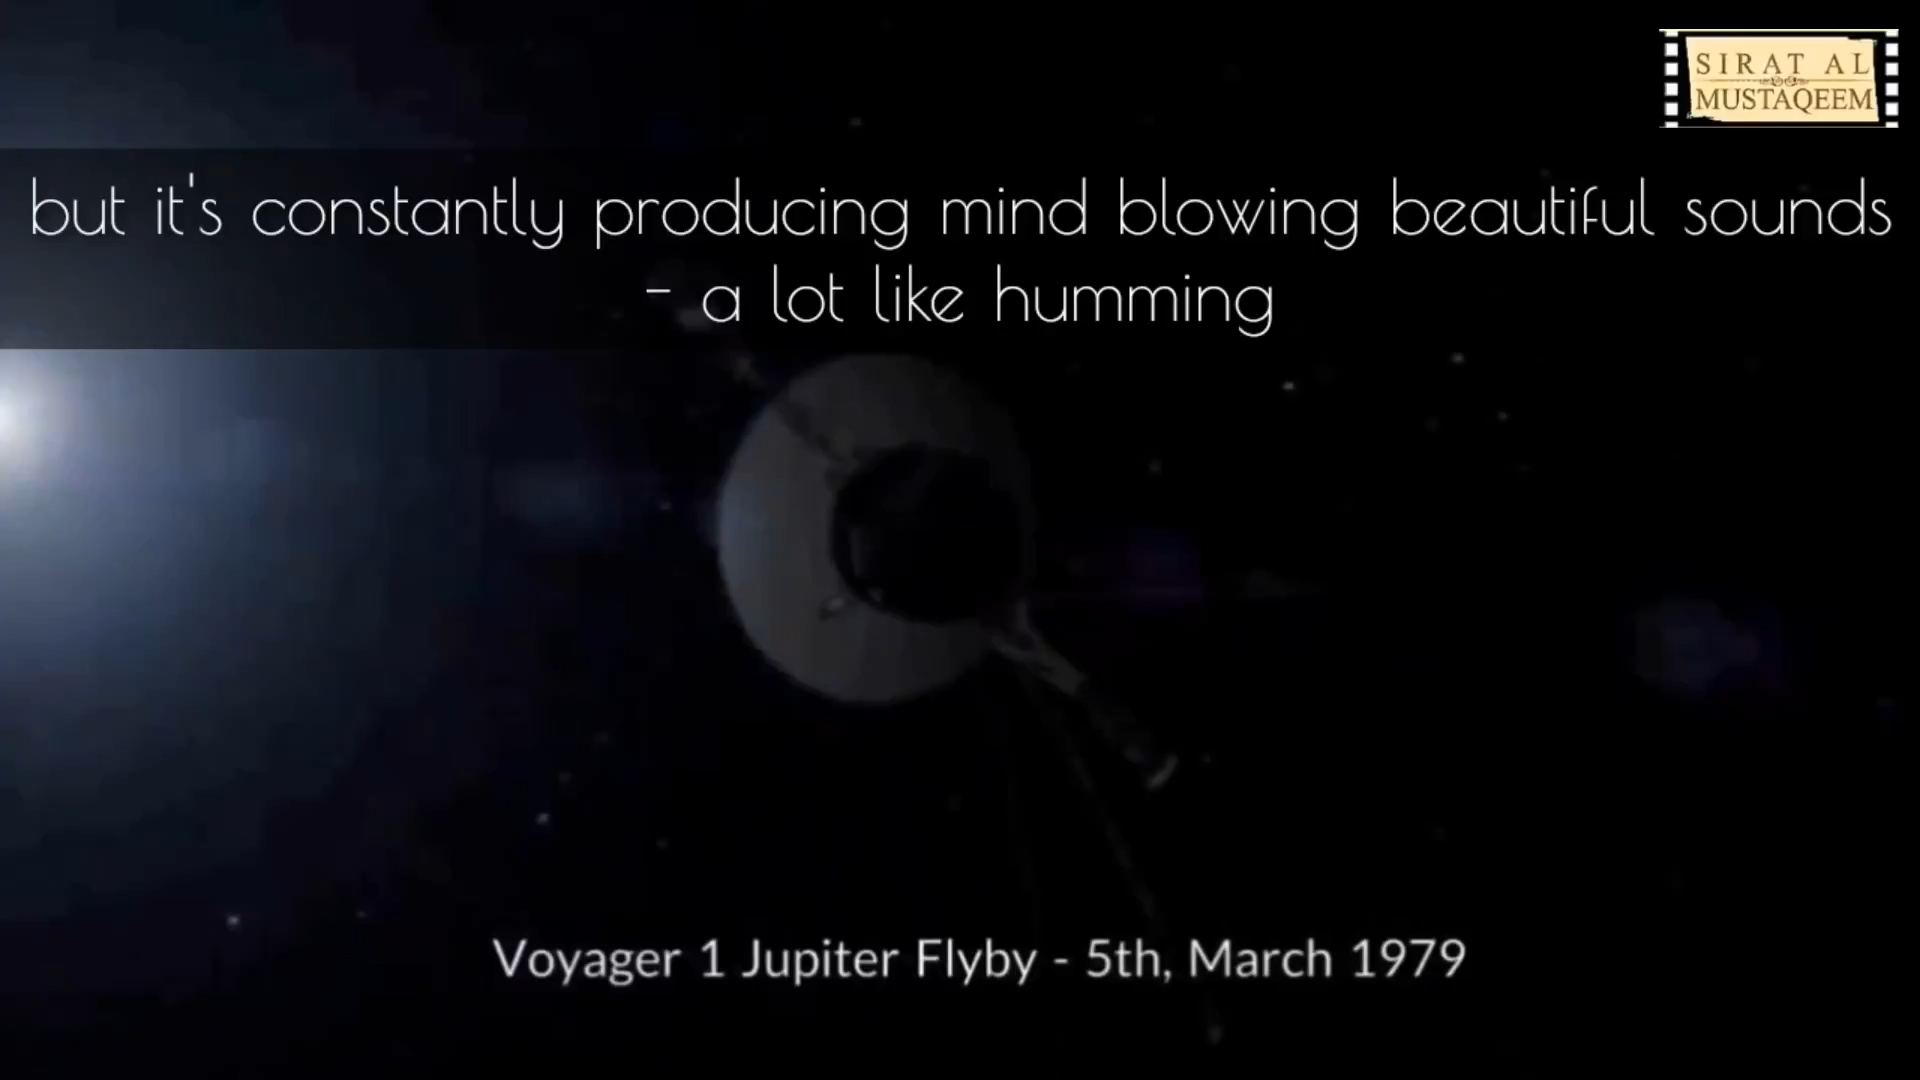 SIRAT AL
MUSTAQEEM
but it's constantly producing mind blowing beautiful sounds
- a lot like humming
Voyager 1 Jupiter Flyby - 5th, March 1979